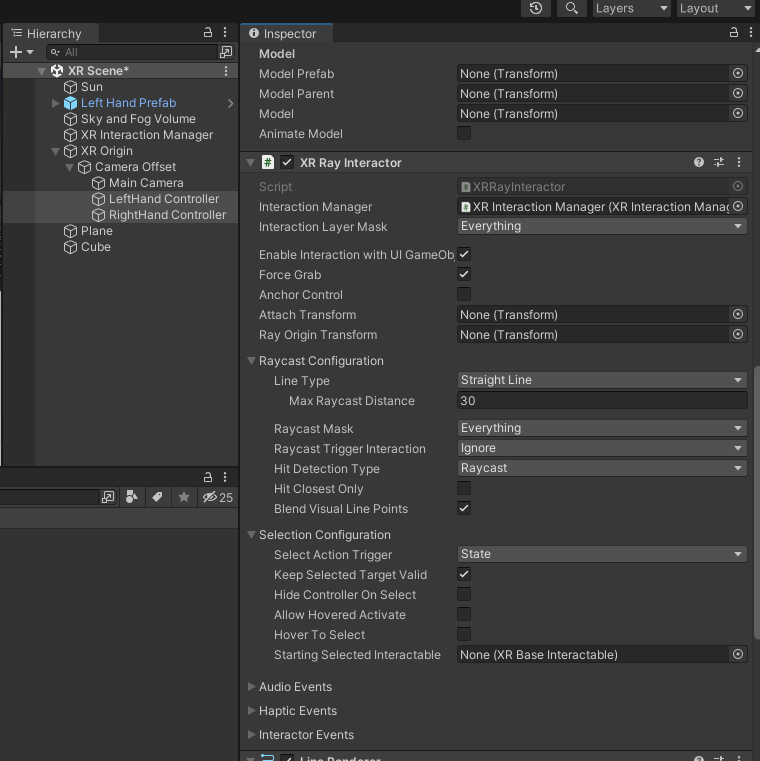 Layers
Layout
Hierarchy
All
XR Scene*
Sun
Left Hand Prefab
Sky and Fog Volume
XR Interaction Manager
XR Origin
Camera Offset
Main Camera
LeftHand Controller
RightHand Controller
Plane
Cube
25
Inspector
Model
Model Prefab None (Transform)
Model Parent None (Transform)
Model None (Transform)
Animate Model
# XR Ray Interactor
Script # XRRayInteractor
Interaction Manager # XR Interaction Manager (XR Interaction Manag
Interaction Layer Mask Everything
Enable Interaction with UI GameObj
Force Grab
Anchor Control
Attach Transform None (Transform)
Ray Origin Transform None (Transform)
Raycast Configuration
Line Type Straight Line
Max Raycast Distance 30
Raycast Mask Everything
Raycast Trigger Interaction Ignore
Hit Detection Type Raycast
Hit Closest Only
Blend Visual Line Points
Selection Configuration
Select Action Trigger State
Keep Selected Target Valid
Hide Controller On Select
Allow Hovered Activate
Hover To Select
Starting Selected Interactable None (XR Base Interactable)
Audio Events
Haptic Events
Interactor Events
Line Renderer